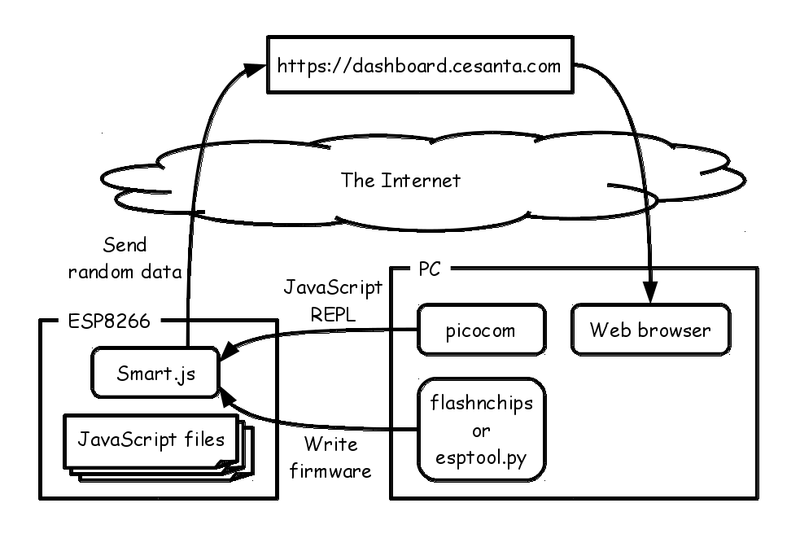 https://dashboard.cesanta.com
The Internet
Send
random data
PC
JavaScript
REPL
ESP8266
picocom
Web browser
Smart.js
flashnchips
or
esptool.py
JavaScript files
Write
firmware